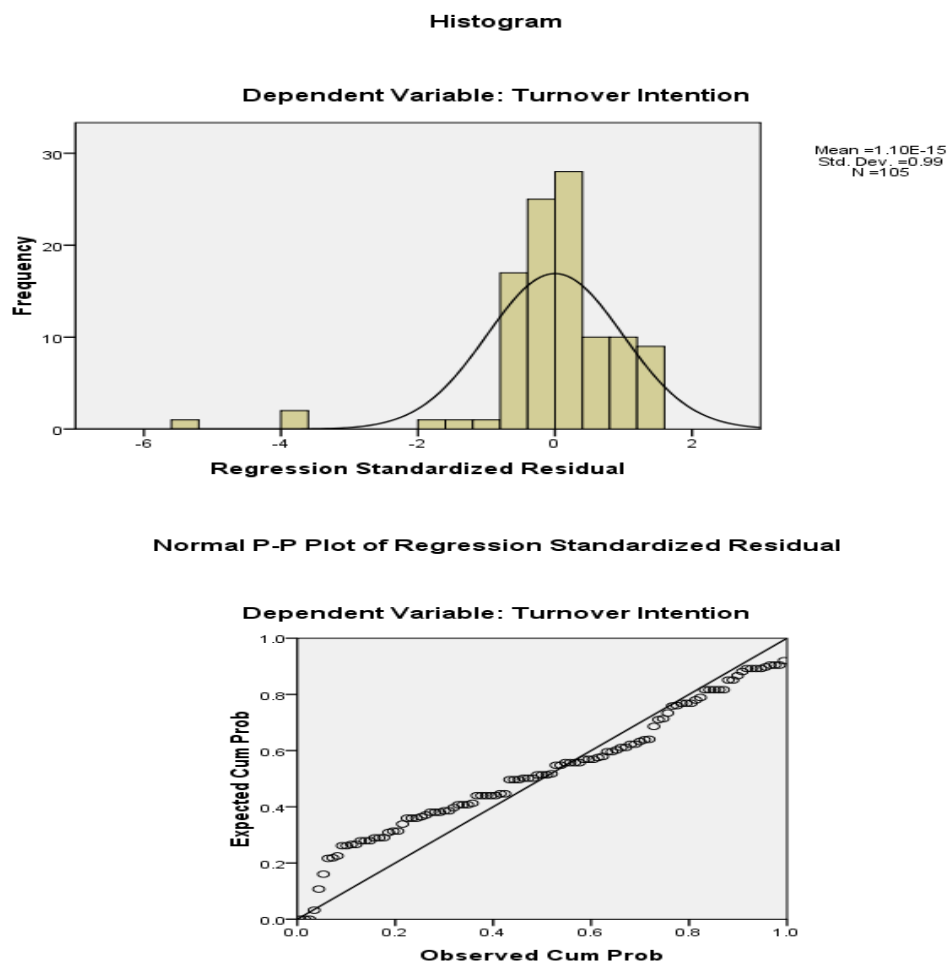 Histogram
Dependent Variable: Turnover Intention
Mean =1.10E-15
Std. Dev. =0.99
N =105
Frequency
30
20
10
0
-6 -4 -2 0 2
Regression Standardized Residual
Normal P-P Plot of Regression Standardized Residual
Dependent Variable: Turnover Intention
Expected Cum Prob
1.0
0.8
0.6
0.4
0.2
0.0
0.0 0.2 0.4 0.6 0.8 1.0
Observed Cum Prob